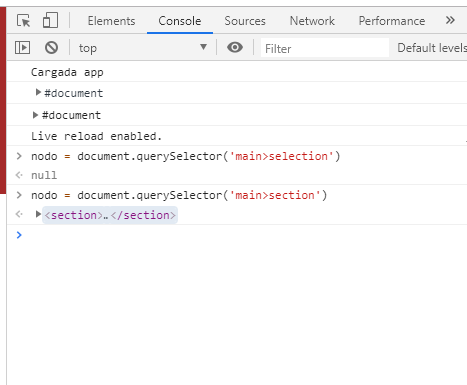 Elements Console Sources Network Performance »
top Filter Default levels
Cargada app
#document
#document
Live reload enabled.
> nodo = document.querySelector('main>selection')
null
> nodo = document.querySelector('main>section')
<section>…</section>
>